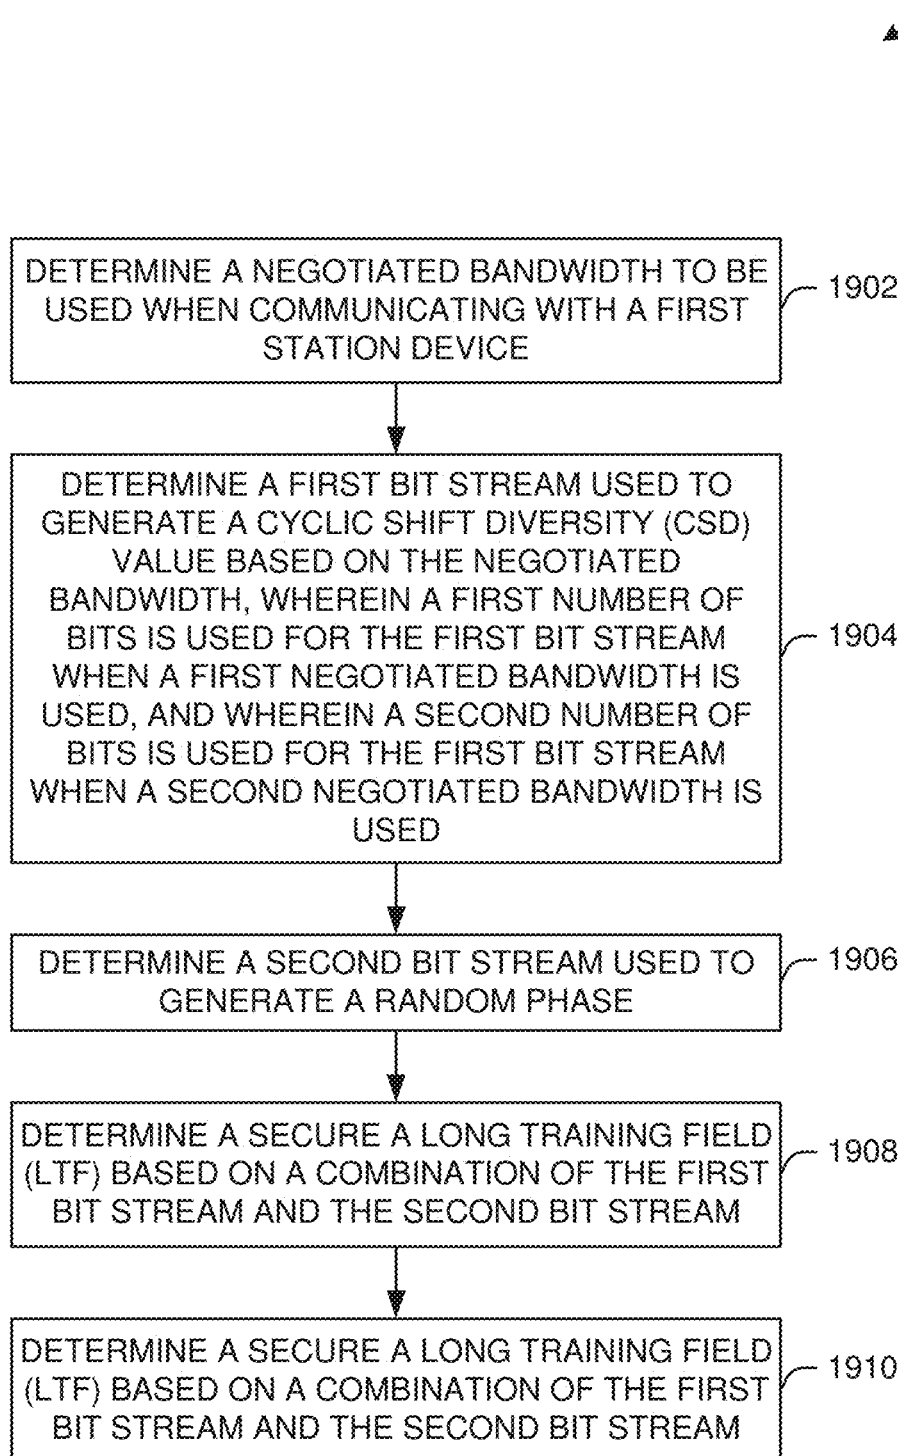 DETERMINE A NEGOTIATED BANDWIDTH TO BE
USED WHEN COMMUNICATING WITH A FIRST
STATION DEVICE
1902
DETERMINE A FIRST BIT STREAM USED TO
GENERATE A CYCLIC SHIFT DIVERSITY (CSD)
VALUE BASED ON THE NEGOTIATED
BANDWIDTH, WHEREIN A FIRST NUMBER OF
BITS IS USED FOR THE FIRST BIT STREAM
WHEN A FIRST NEGOTIATED BANDWIDTH IS
USED, AND WHEREIN A SECOND NUMBER OF
BITS IS USED FOR THE FIRST BIT STREAM
WHEN A SECOND NEGOTIATED BANDWIDTH IS
USED
1904
DETERMINE A SECOND BIT STREAM USED TO
GENERATE A RANDOM PHASE
1906
DETERMINE A SECURE A LONG TRAINING FIELD
(LTF) BASED ON A COMBINATION OF THE FIRST
BIT STREAM AND THE SECOND BIT STREAM
1908
DETERMINE A SECURE A LONG TRAINING FIELD
(LTF) BASED ON A COMBINATION OF THE FIRST
BIT STREAM AND THE SECOND BIT STREAM
1910